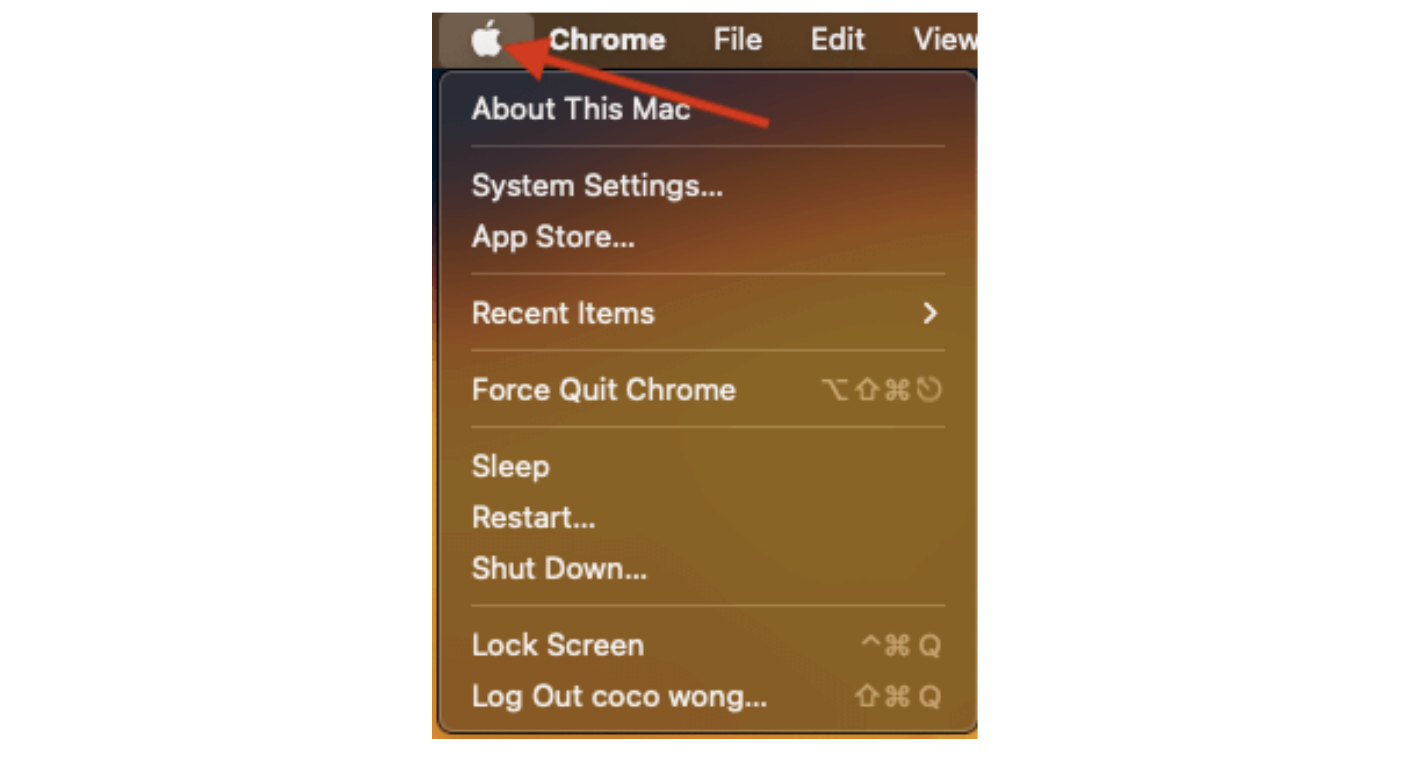 Chrome File Edit View
About This Mac
System Settings...
App Store...
Recent Items
Force Quit Chrome ⌥⇧⌘⎋
Sleep
Restart...
Shut Down...
Lock Screen ^⌘Q
Log Out coco wong... ⇧⌘Q